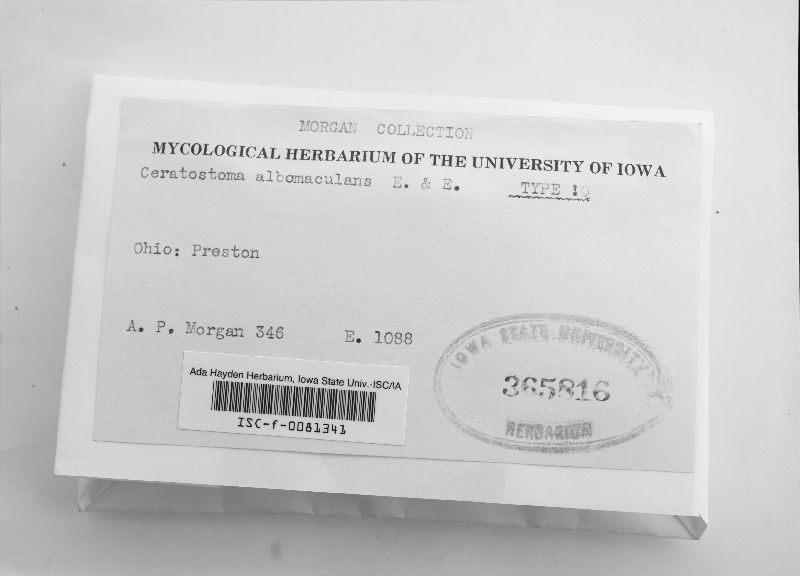 MORGAN COLLECTION
MYCOLOGICAL HERBARIUM OF THE UNIVERSITY OF IOWA
Ceratostoma albomaculans E. & E. TYPE !
Ohio: Preston
A. P. Morgan 346 E. 1088
Ada Hayden Herbarium, Iowa State Univ.-ISC/IA
ISC-f-0081341
IOWA STATE UNIVERSITY
365816
HERBARIUM